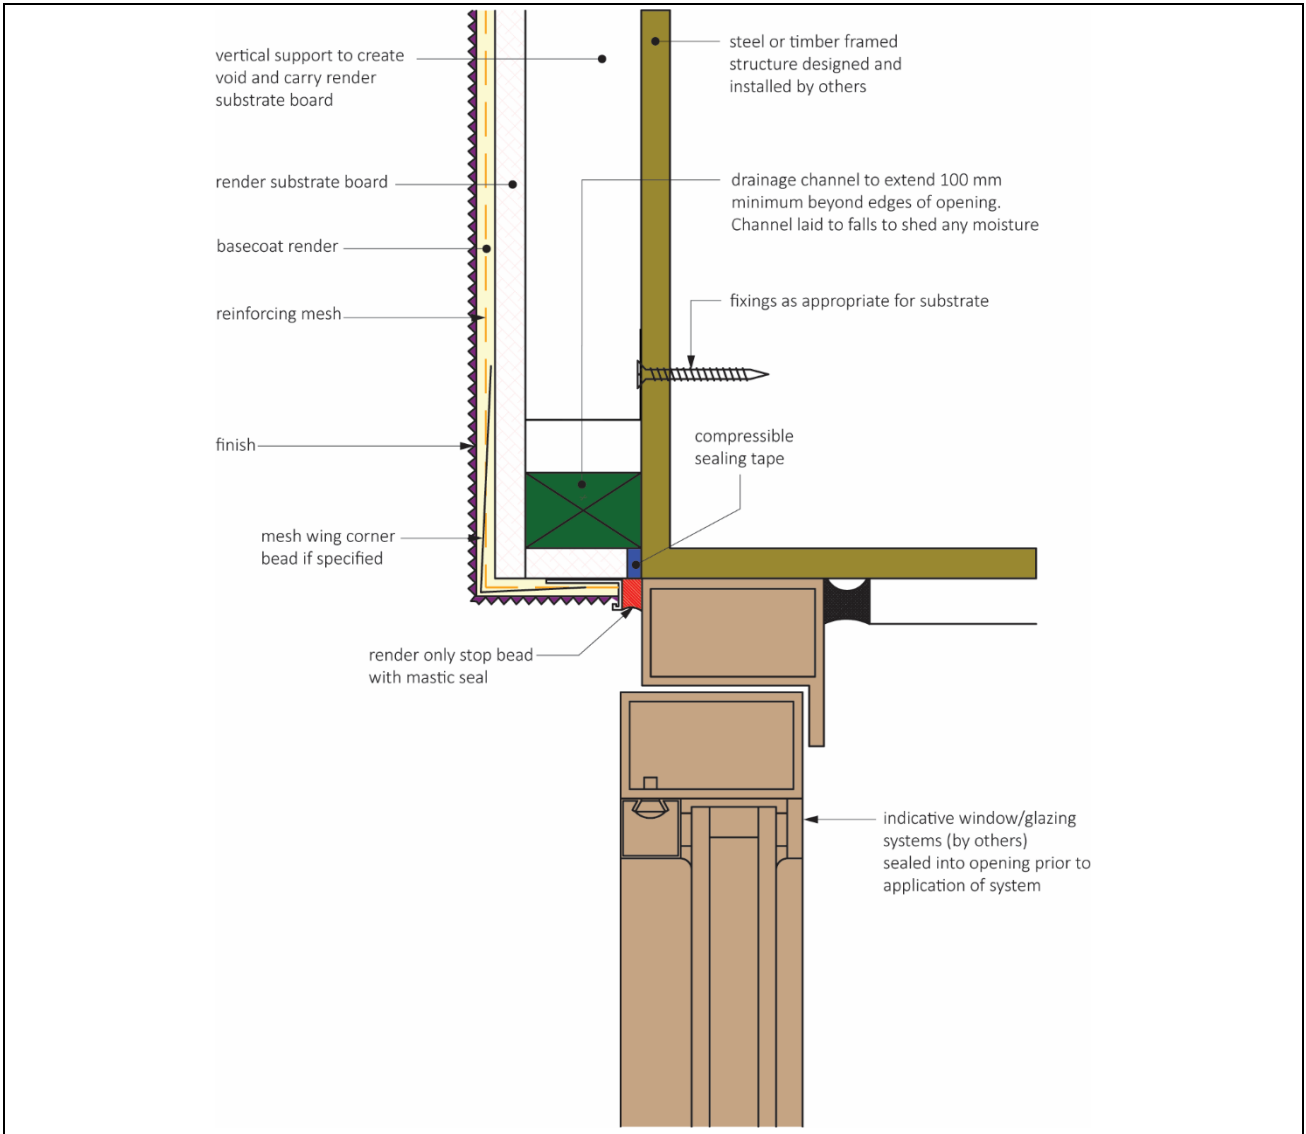 vertical support to create
void and carry render
substrate board
steel or timber framed
structure designed and
installed by others
render substrate board
drainage channel to extend 100 mm
minimum beyond edges of opening.
Channel laid to falls to shed any moisture
basecoat render
fixings as appropriate for substrate
reinforcing mesh
finish
compressible
sealing tape
mesh wing corner
bead if specified
render only stop bead
with mastic seal
indicative window/glazing
systems (by others)
sealed into opening prior to
application of system